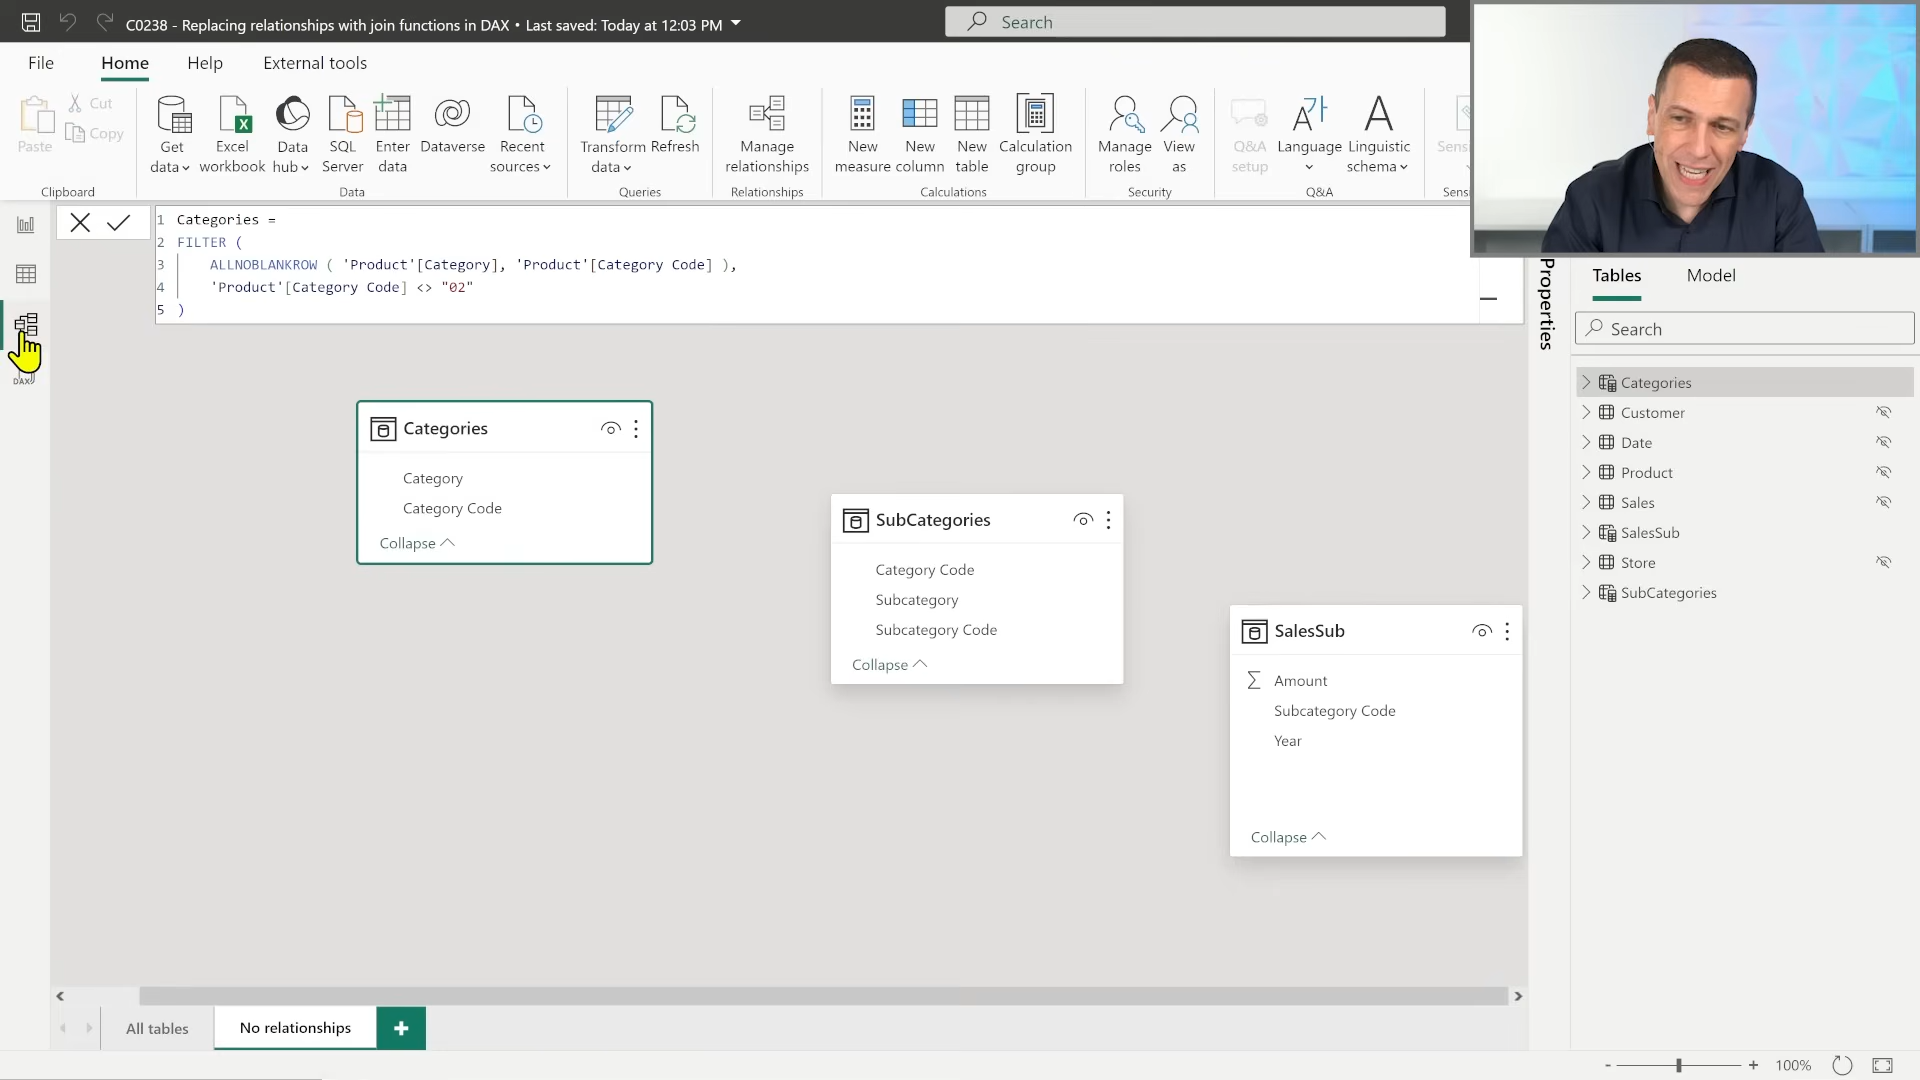 C0238 - Replacing relationships with join functions in DAX • Last saved: Today at 12:03 PM
Search
File
Home
Help
External tools
Paste
Cut
Copy
Clipboard
Get data
Excel workbook
Data hub
SQL Server
Enter data
Dataverse
Recent sources
Data
Transform data
Refresh
Queries
Manage relationships
Relationships
New measure
New column
New table
Calculation group
Calculations
Manage roles
View as
Security
Q&A setup
Language
Linguistic schema
Q&A
Sensi
Sensi
1 Categories =
2 FILTER (
3 ALLNOBLANKROW ( 'Product'[Category], 'Product'[Category Code] ),
4 'Product'[Category Code] <> "02"
5 )
DAX
Categories
Category
Category Code
Collapse
SubCategories
Category Code
Subcategory
Subcategory Code
Collapse
SalesSub
Σ Amount
Subcategory Code
Year
Collapse
Properties
Tables
Model
Search
Categories
Customer
Date
Product
Sales
SalesSub
Store
SubCategories
All tables
No relationships
+
- + 100%